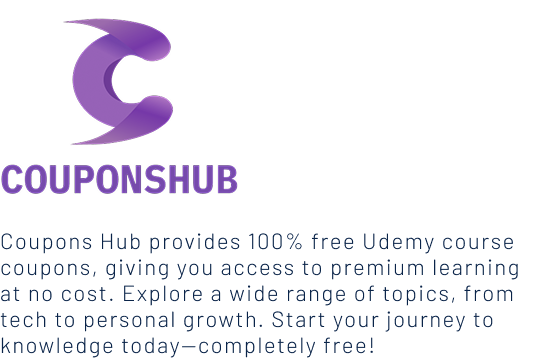 COUPONSHUB
Coupons Hub provides 100% free Udemy course
coupons, giving you access to premium learning
at no cost. Explore a wide range of topics, from
tech to personal growth. Start your journey to
knowledge today—completely free!